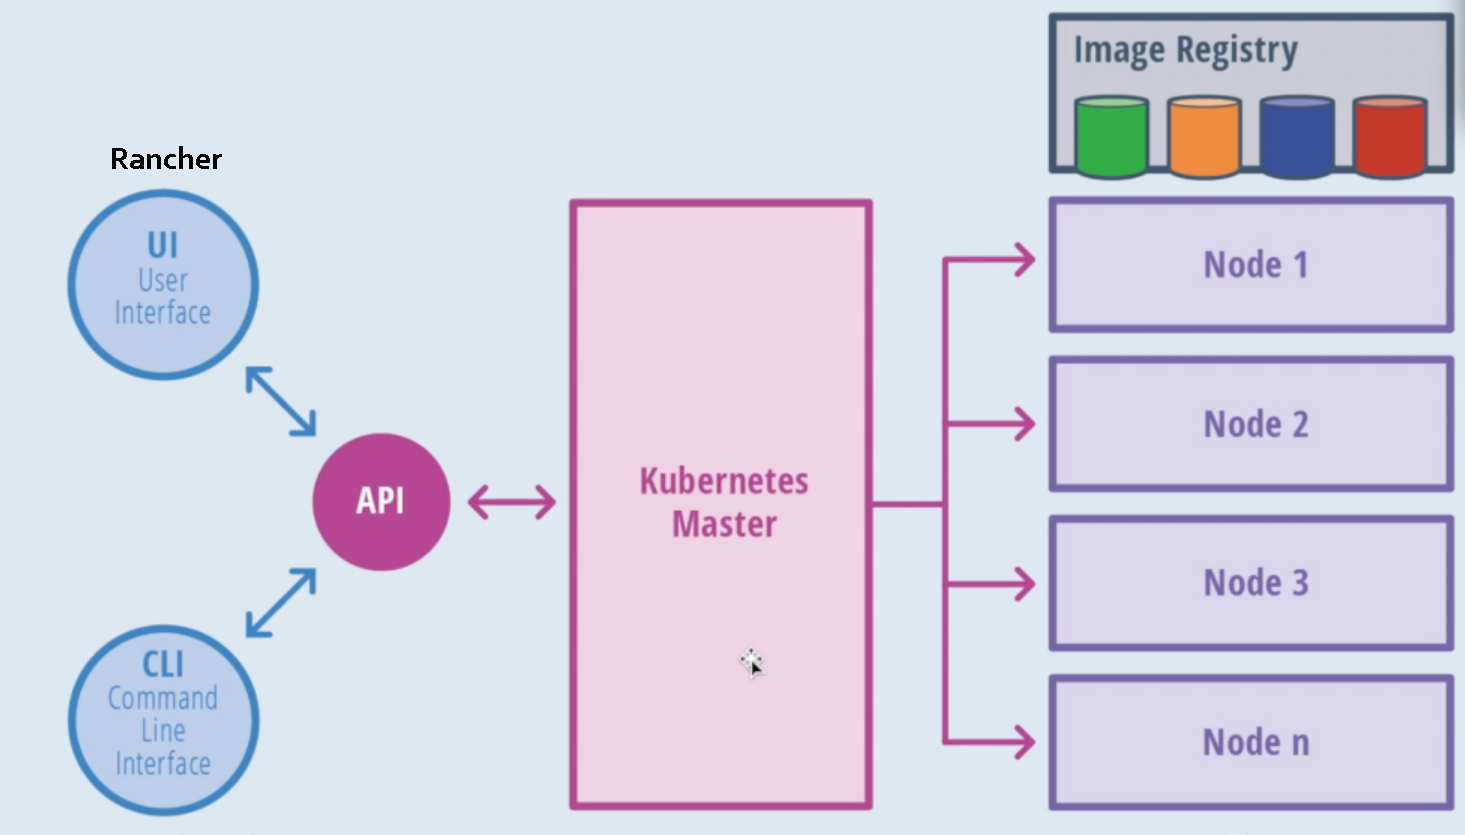 Image Registry
Rancher
UI
User
Interface
Node 1
Node 2
API
Kubernetes
Master
Node 3
CLI
Command
Line
Interface
Node n